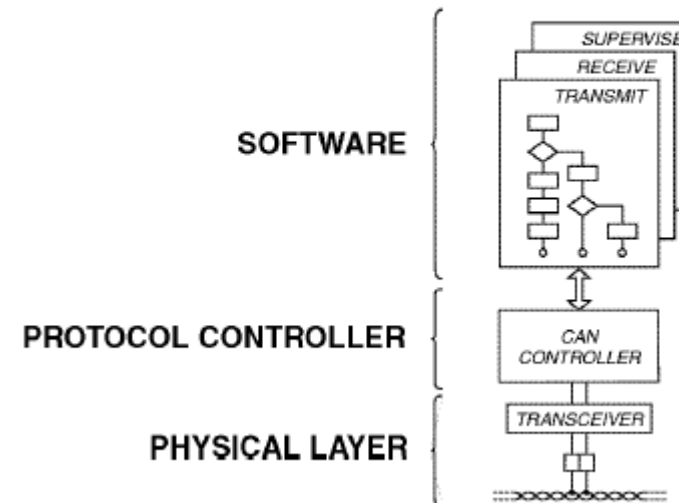 SUPERVISE
RECEIVE
TRANSMIT
SOFTWARE
PROTOCOL CONTROLLER
CAN
CONTROLLER
TRANSCEIVER
PHYSICAL LAYER